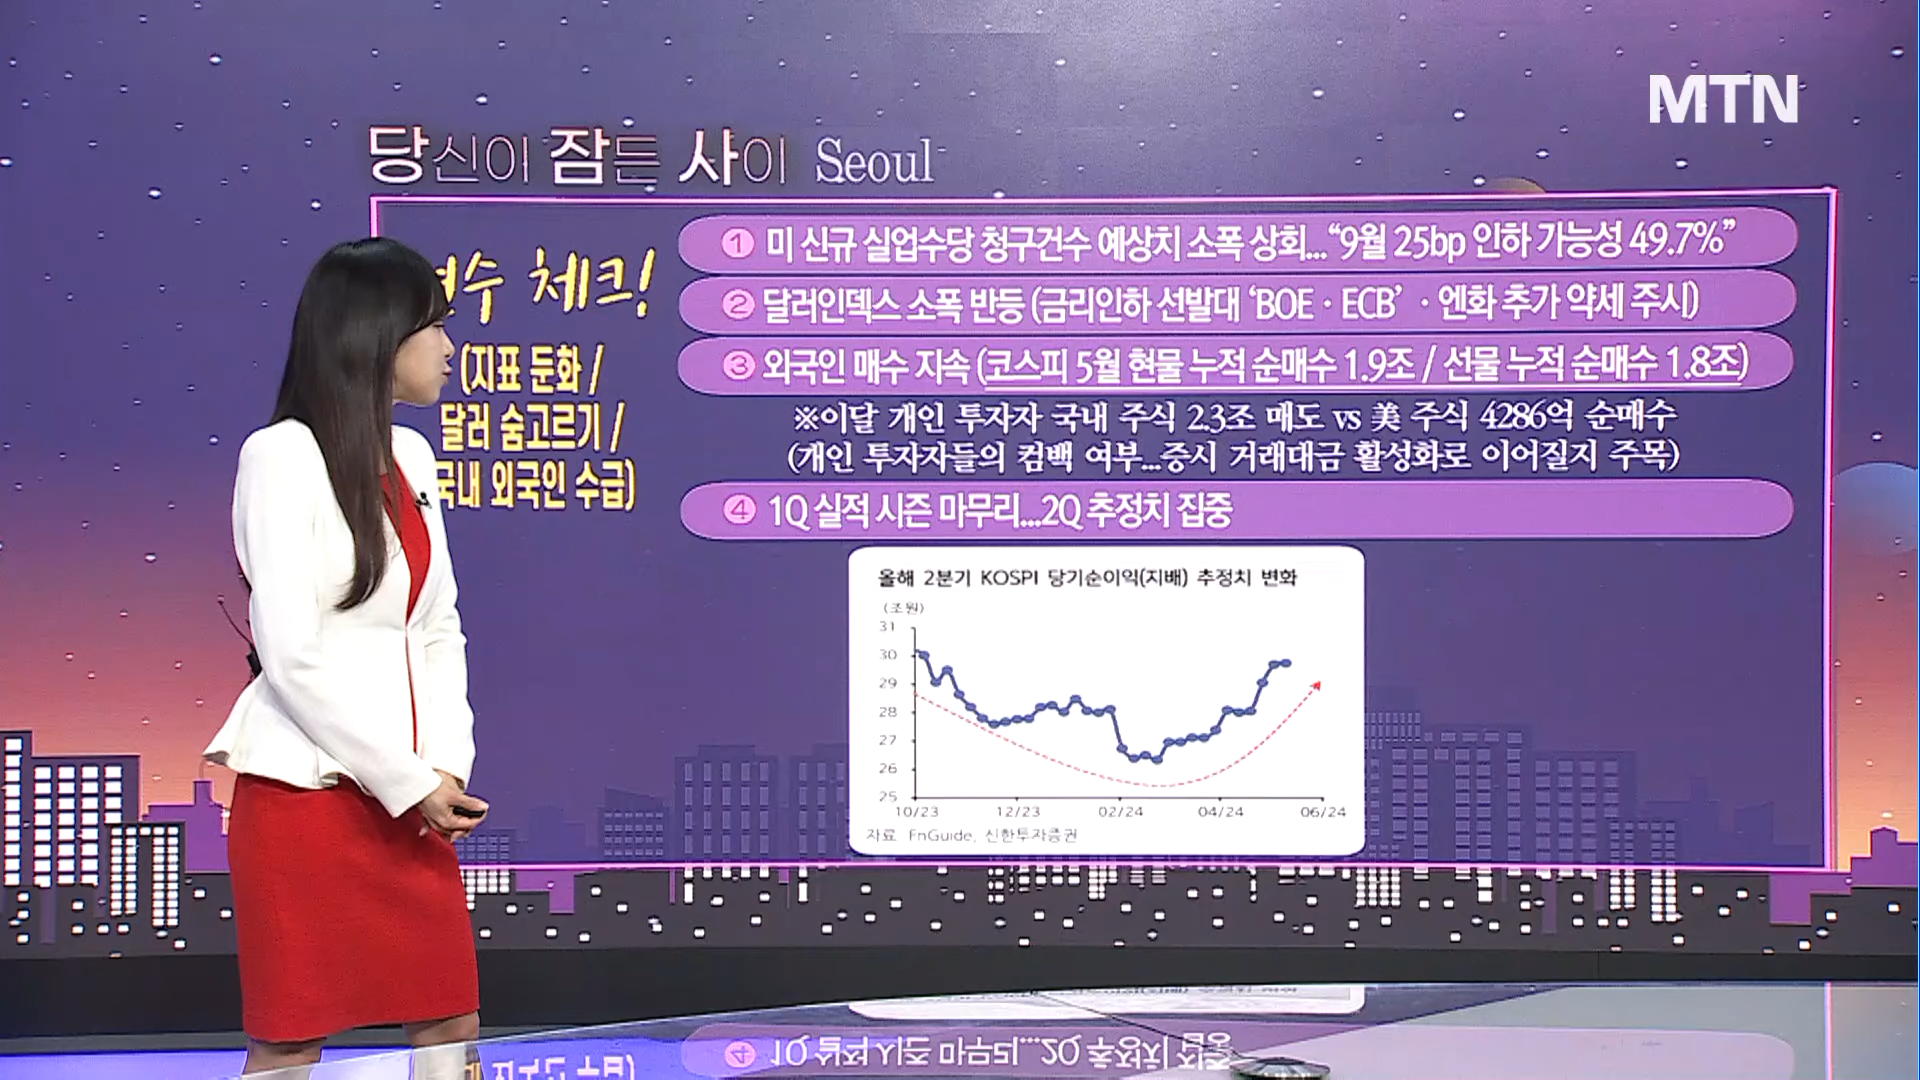 MTN
당신이 잠든 사이 Seoul
체크!
(지표 둔화 /
달러 숨고르기 /
국내 외국인 수급)
① 미 신규 실업수당 청구건수 예상치 소폭 상회...“9월 25bp 인하 가능성 49.7%”
② 달러인덱스 소폭 반등 (금리인하 선발대 ‘BOE · ECB’ · 엔화 추가 약세 주시)
③ 외국인 매수 지속 (코스피 5월 현물 누적 순매수 1.9조 / 선물 누적 순매수 1.8조)
※이달 개인 투자자 국내 주식 2.3조 매도 vs 美 주식 4286억 순매수
(개인 투자자들의 컴백 여부...증시 거래대금 활성화로 이어질지 주목)
④ 1Q 실적 시즌 마무리...2Q 추정치 집중
올해 2분기 KOSPI 당기순이익(지배) 추정치 변화
(조원)
31
30
29
28
27
26
25
10/23 12/23 02/24 04/24 06/24
자료: FnGuide, 신한투자증권